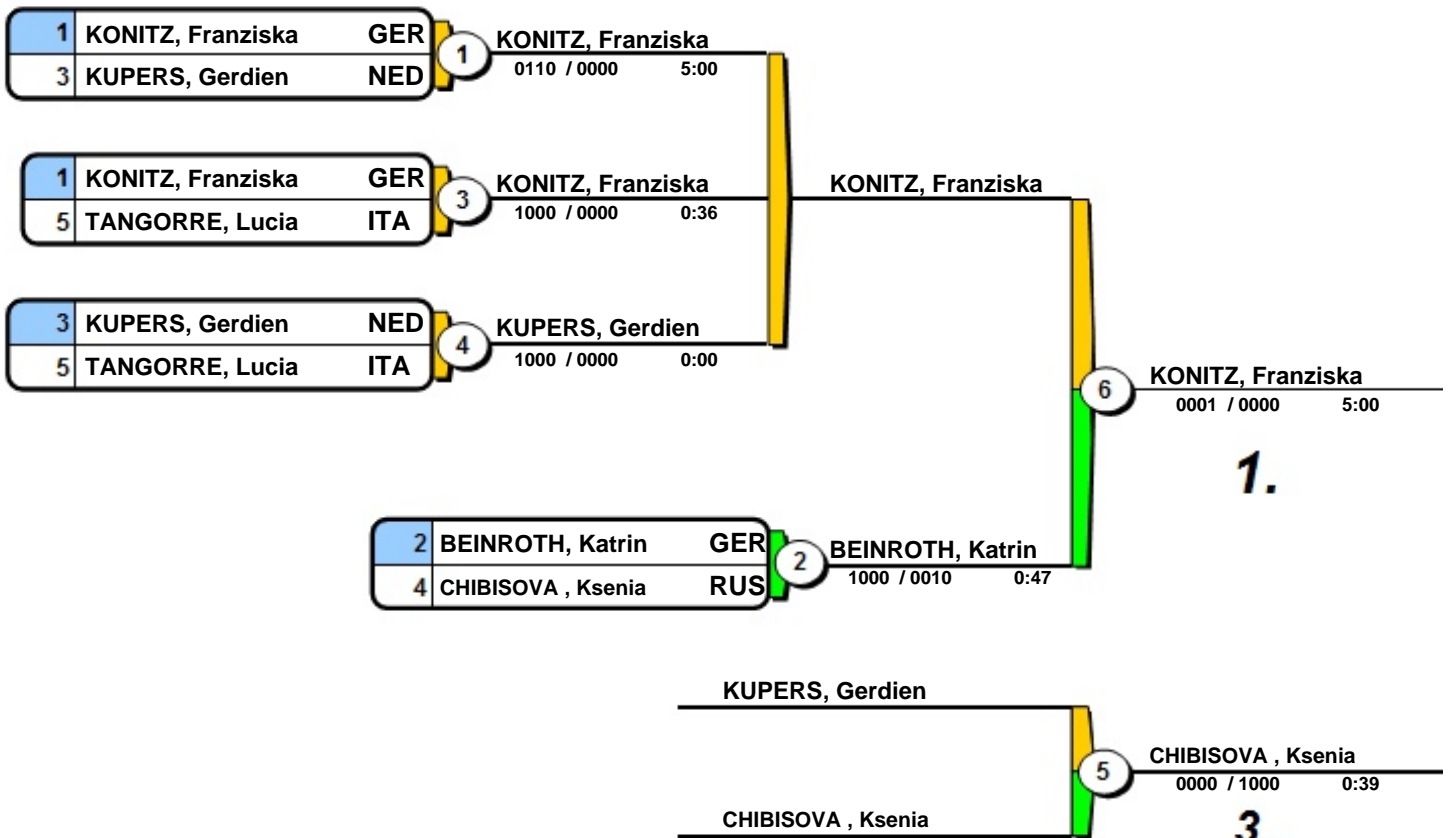 1 KONITZ, Franziska GER
3 KUPERS, Gerdien NED
1 KONITZ, Franziska
0110 / 0000 5:00
1 KONITZ, Franziska GER
5 TANGORRE, Lucia ITA
3 KONITZ, Franziska
1000 / 0000 0:36
KONITZ, Franziska
3 KUPERS, Gerdien NED
5 TANGORRE, Lucia ITA
4 KUPERS, Gerdien
1000 / 0000 0:00
6 KONITZ, Franziska
0001 / 0000 5:00
1.
2 BEINROTH, Katrin GER
4 CHIBISOVA , Ksenia RUS
2 BEINROTH, Katrin
1000 / 0010 0:47
KUPERS, Gerdien
5 CHIBISOVA , Ksenia
0000 / 1000 0:39
3
CHIBISOVA , Ksenia